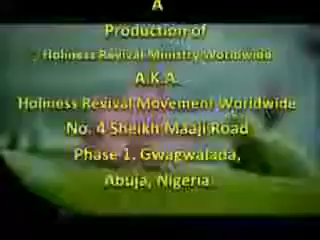 A
Production of
Holiness Revival Ministry Worldwide
A.K.A
Holiness Revival Movement Worldwide
No. 4 Sheikh Maaji Road
Phase 1. Gwagwalada,
Abuja, Nigeria.